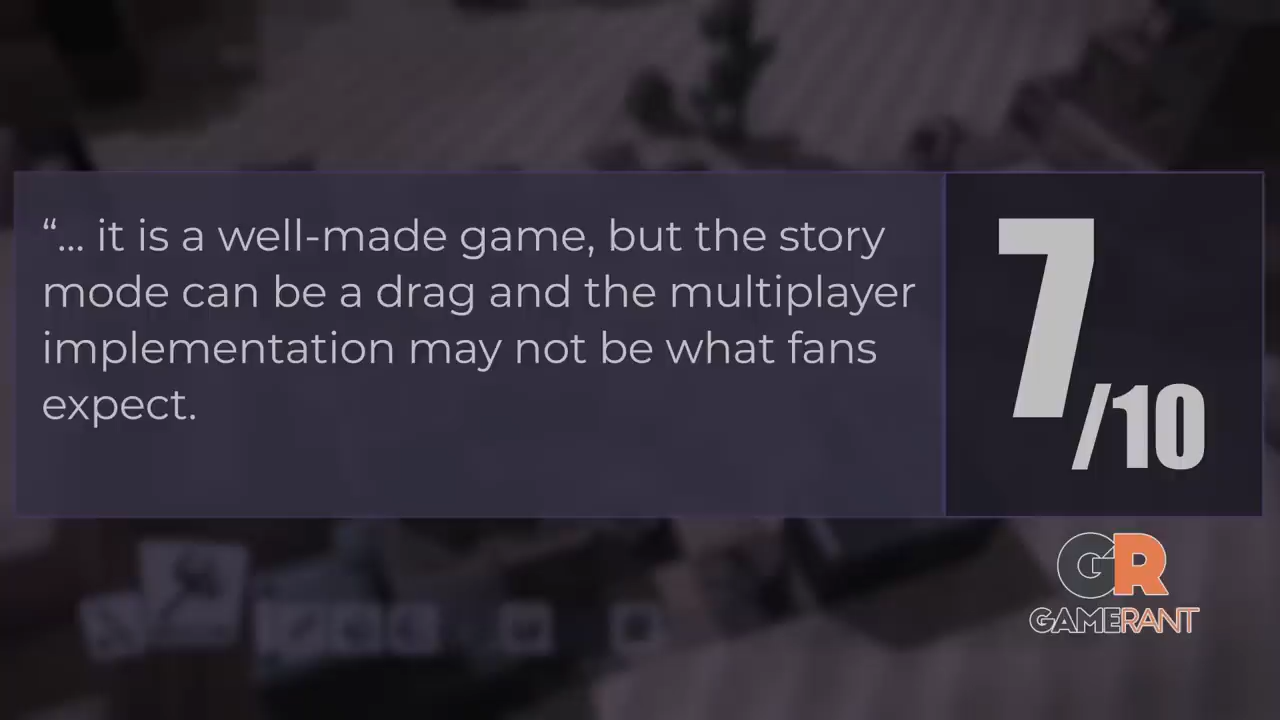 “... it is a well-made game, but the story
mode can be a drag and the multiplayer
implementation may not be what fans
expect.
7/10
GR
GAMERANT